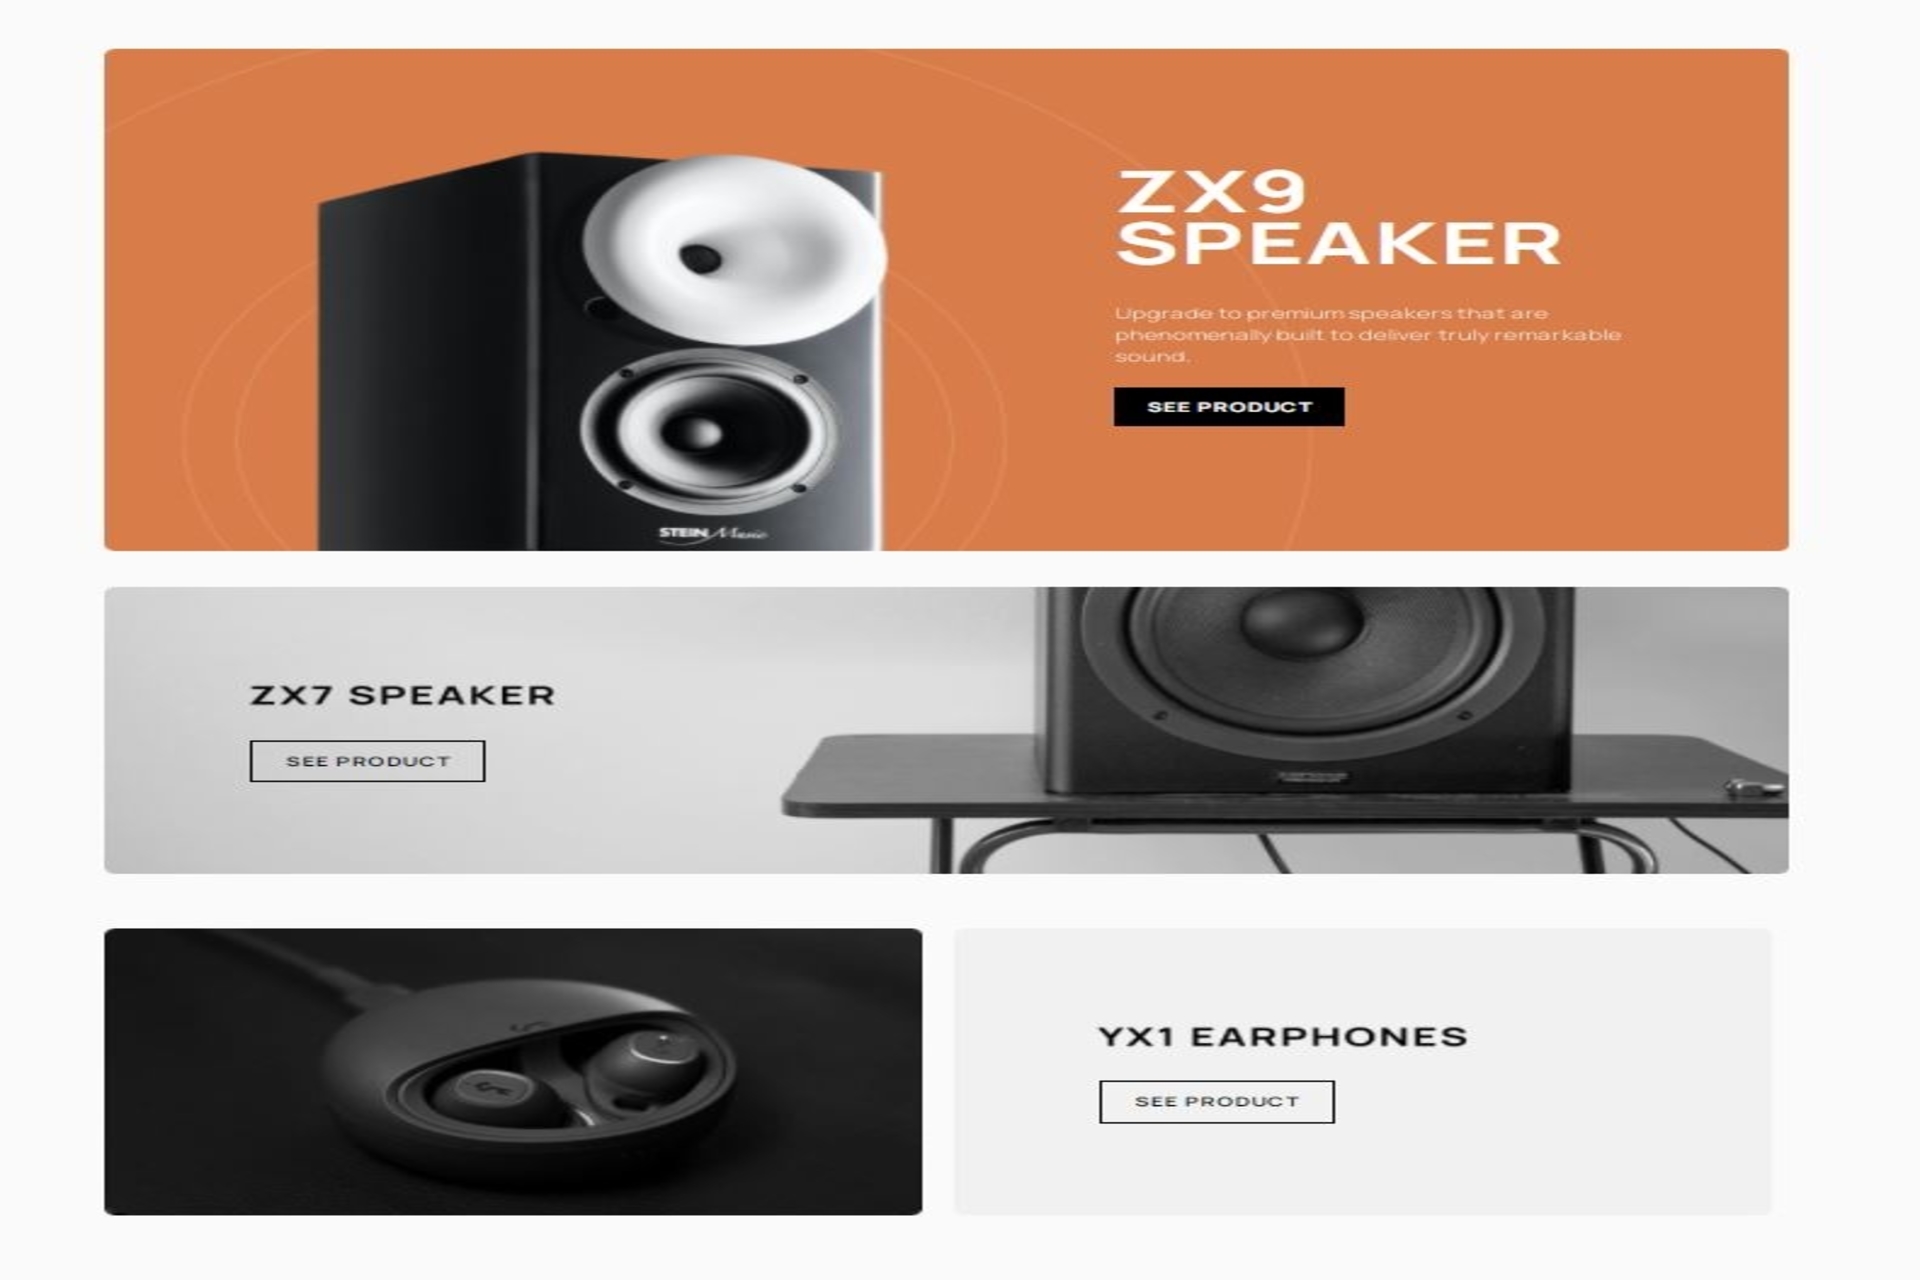 ZX9
SPEAKER
Upgrade to premium speakers that are
phenomenally built to deliver truly remarkable
sound.
SEE PRODUCT
STEIN Music
ZX7 SPEAKER
SEE PRODUCT
YX1 EARPHONES
SEE PRODUCT